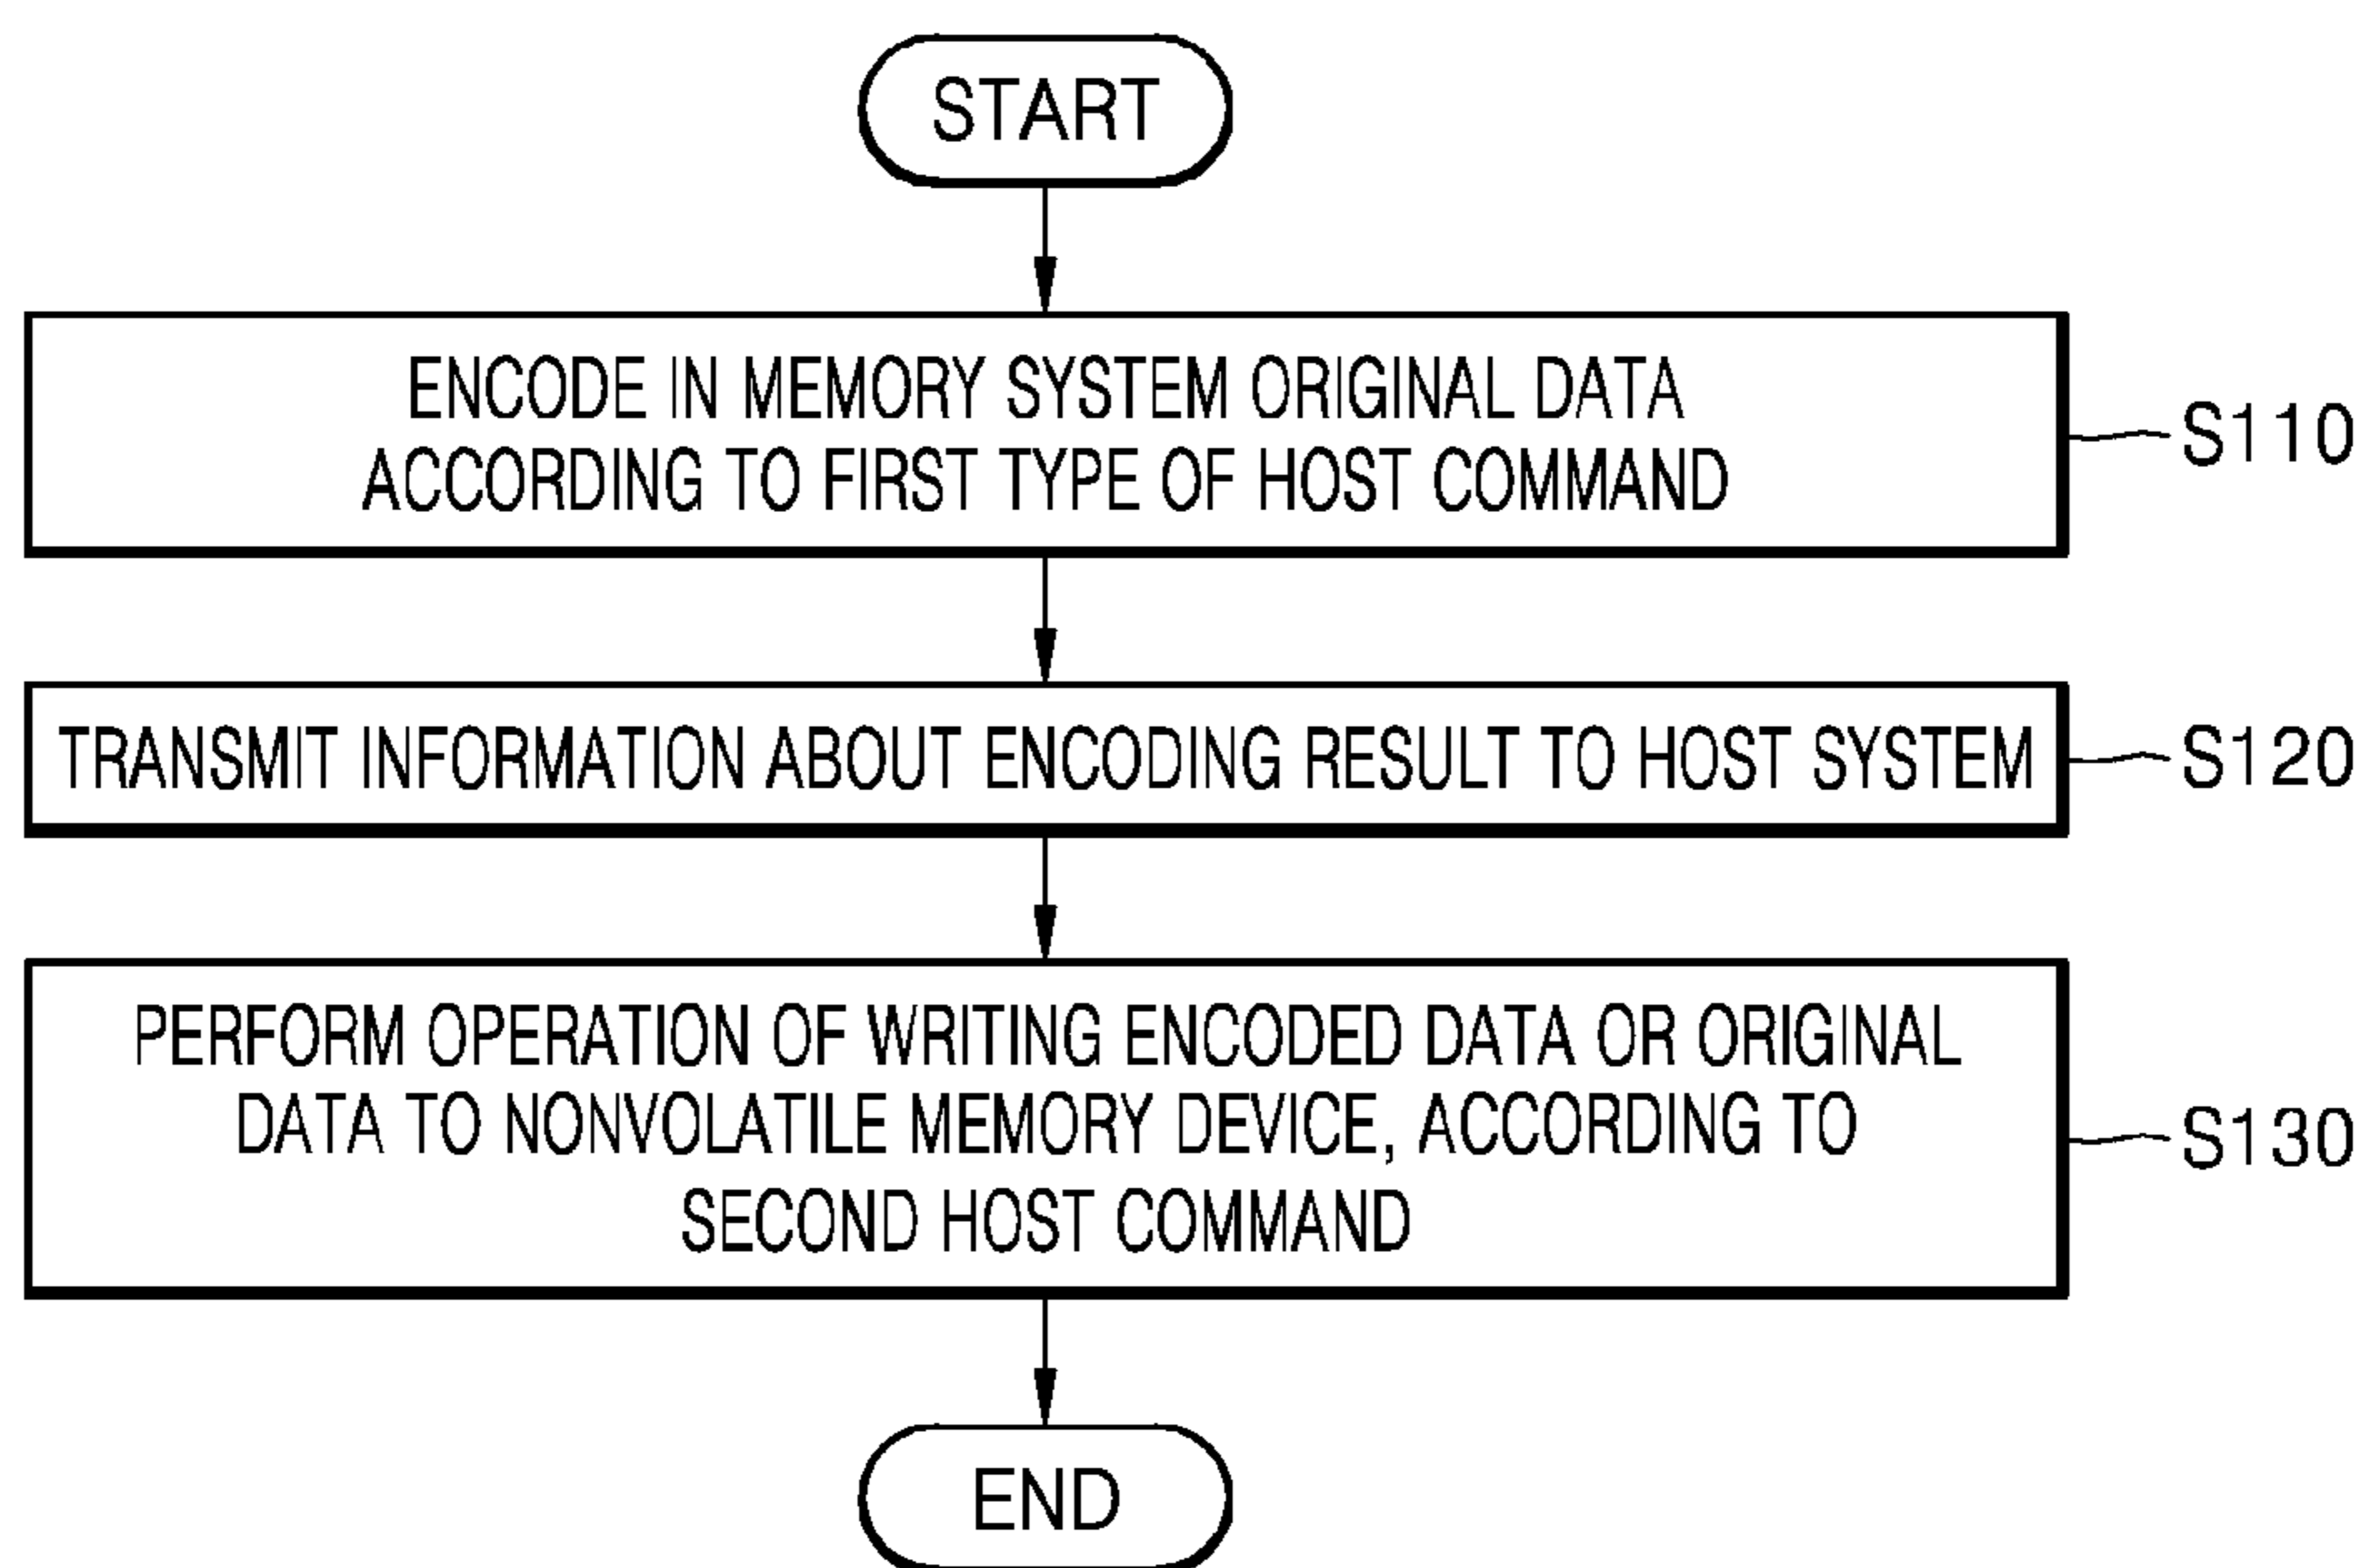 START
ENCODE IN MEMORY SYSTEM ORIGINAL DATA
ACCORDING TO FIRST TYPE OF HOST COMMAND
S110
TRANSMIT INFORMATION ABOUT ENCODING RESULT TO HOST SYSTEM
S120
PERFORM OPERATION OF WRITING ENCODED DATA OR ORIGINAL
DATA TO NONVOLATILE MEMORY DEVICE, ACCORDING TO
SECOND HOST COMMAND
S130
END